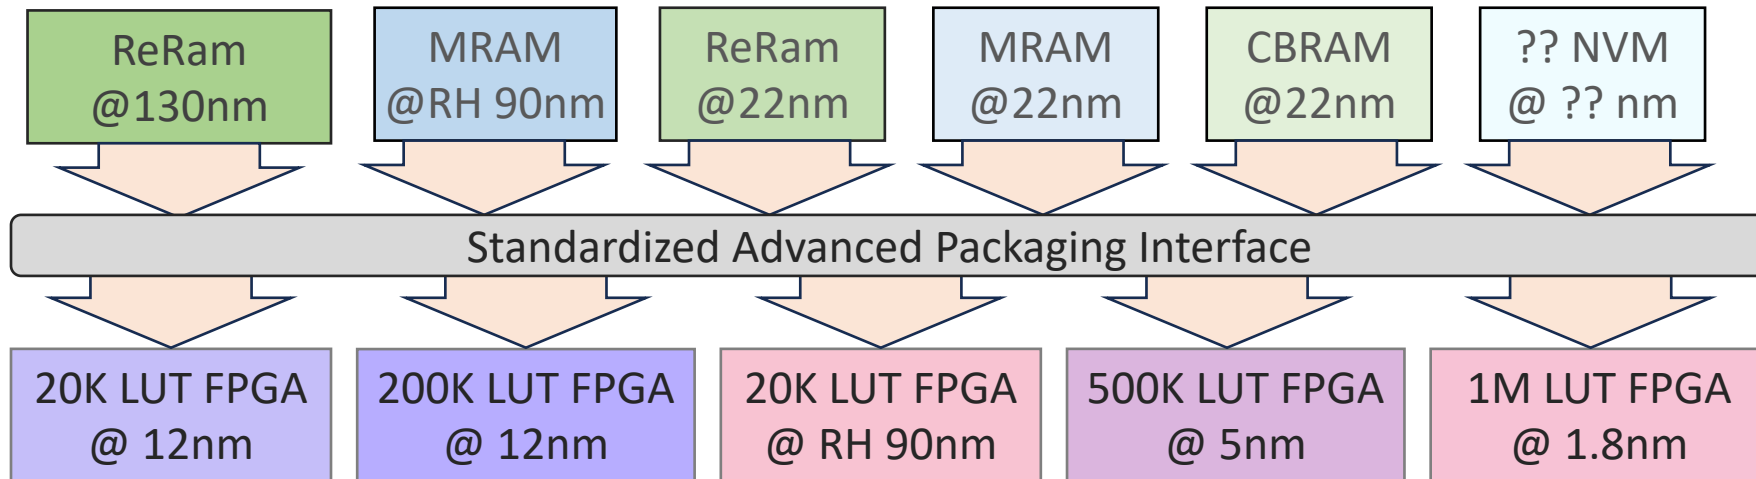 ReRam
@130nm
MRAM
@RH 90nm
ReRam
@22nm
MRAM
@22nm
CBRAM
@22nm
?? NVM
@ ?? nm
Standardized Advanced Packaging Interface
20K LUT FPGA
@ 12nm
200K LUT FPGA
@ 12nm
20K LUT FPGA
@ RH 90nm
500K LUT FPGA
@ 5nm
1M LUT FPGA
@ 1.8nm